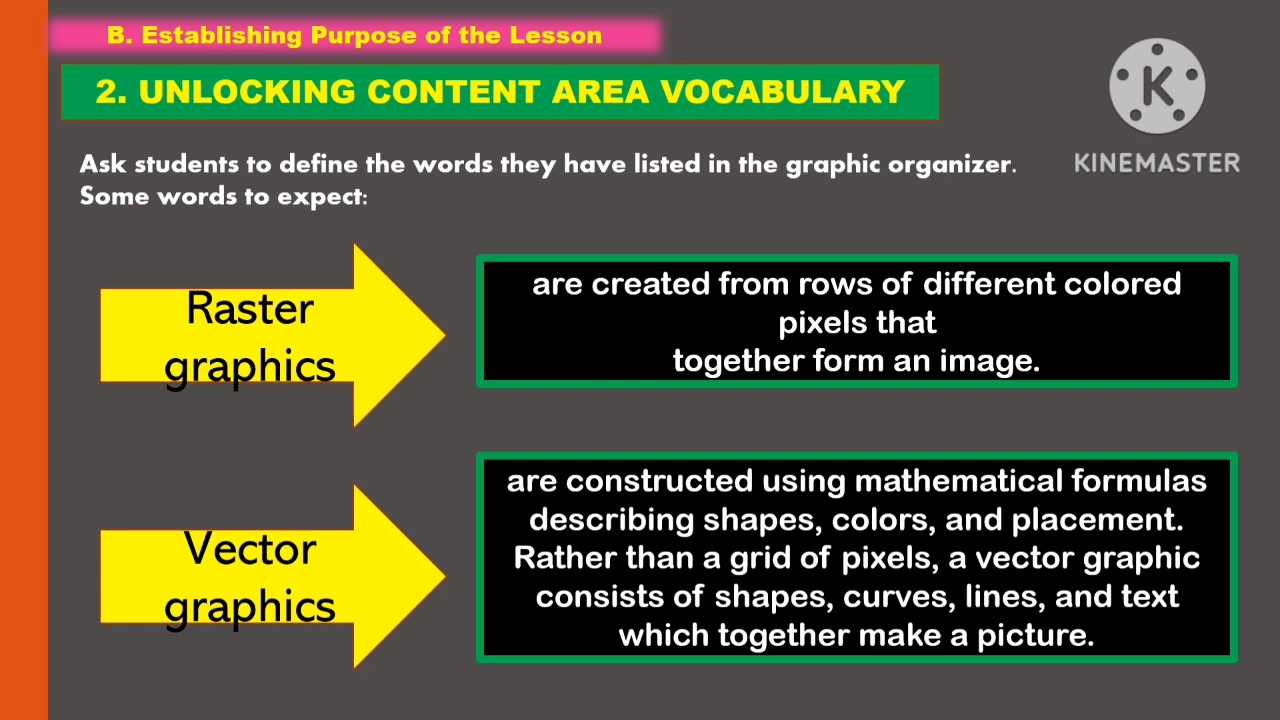 B. Establishing Purpose of the Lesson
2. UNLOCKING CONTENT AREA VOCABULARY
K
KINEMASTER
Ask students to define the words they have listed in the graphic organizer.
Some words to expect:
Raster
graphics
are created from rows of different colored
pixels that
together form an image.
Vector
graphics
are constructed using mathematical formulas
describing shapes, colors, and placement.
Rather than a grid of pixels, a vector graphic
consists of shapes, curves, lines, and text
which together make a picture.